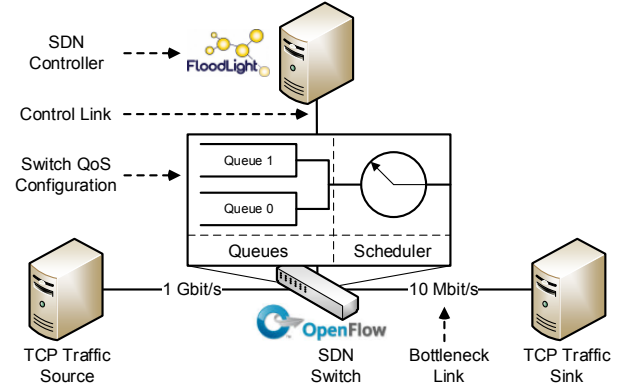 SDN
Controller
FloodLight
Control Link
Switch QoS
Configuration
Queue 1
Queue 0
Queues
Scheduler
1 Gbit/s
10 Mbit/s
OpenFlow
TCP Traffic
Source
SDN
Switch
Bottleneck
Link
TCP Traffic
Sink